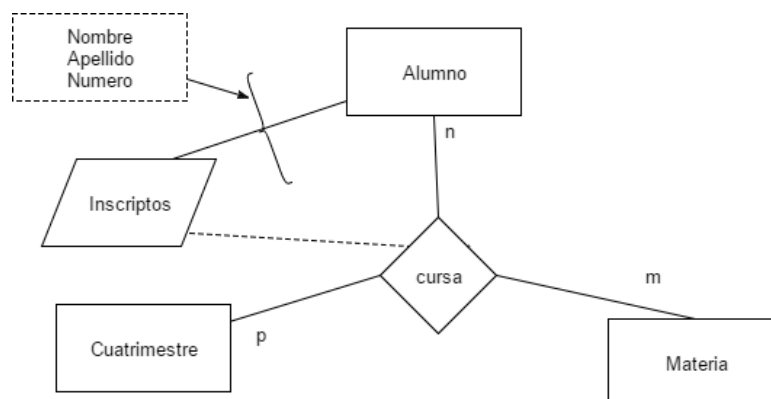 Nombre
Apellido
Numero
Alumno
n
Inscriptos
cursa
m
Cuatrimestre
p
Materia